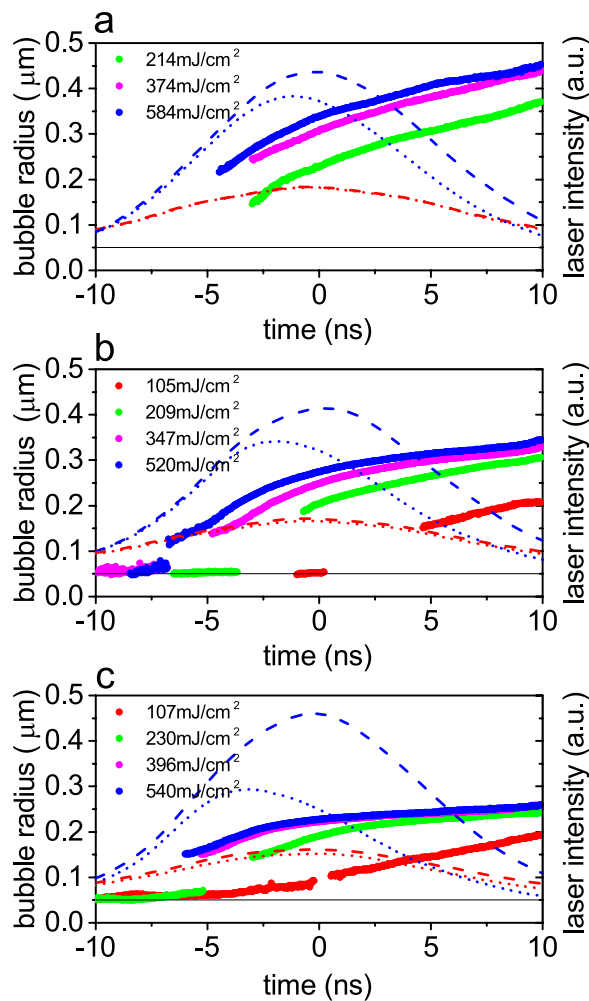 a
bubble radius ( μm)
laser intensity (a.u.)
0.5
0.4
0.3
0.2
0.1
0.0
214mJ/cm²
374mJ/cm²
584mJ/cm²
-10 -5 0 5 10
time (ns)
b
bubble radius ( μm)
laser intensity (a.u.)
0.5
0.4
0.3
0.2
0.1
0.0
105mJ/cm²
209mJ/cm²
347mJ/cm²
520mJ/cm²
-10 -5 0 5 10
time (ns)
c
bubble radius ( μm)
laser intensity (a.u.)
0.5
0.4
0.3
0.2
0.1
0.0
107mJ/cm²
230mJ/cm²
396mJ/cm²
540mJ/cm²
-10 -5 0 5 10
time (ns)